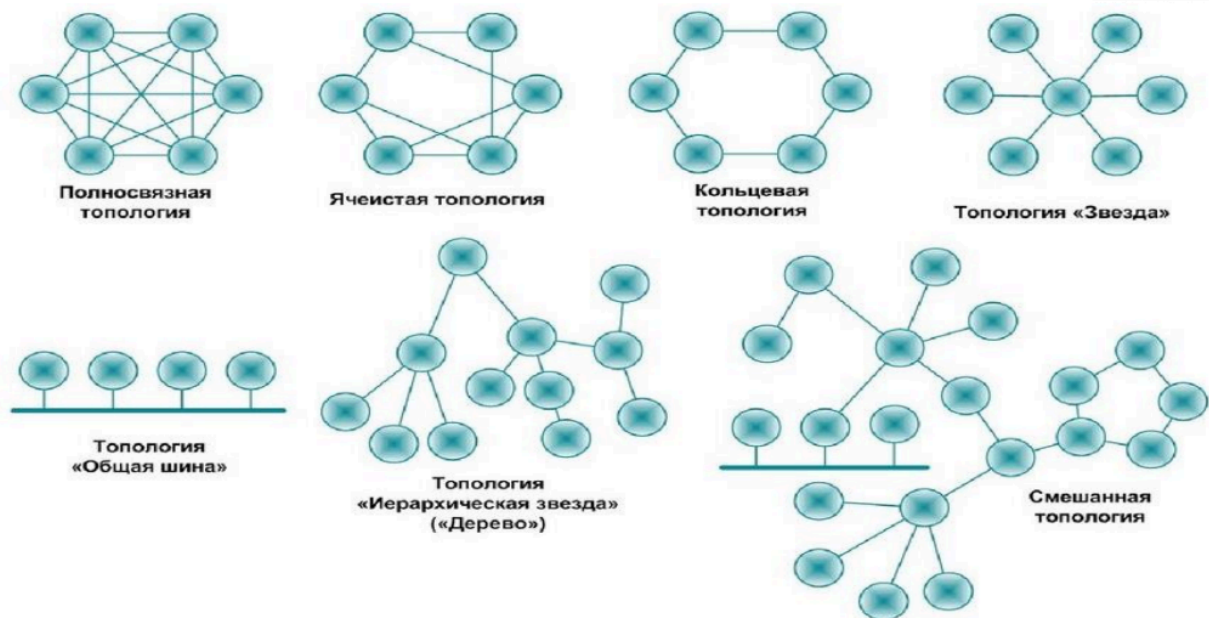 Полносвязная
топология
Ячеистая топология
Кольцевая
топология
Топология «Звезда»
Топология
«Общая шина»
Топология
«Иерархическая звезда»
(«Дерево»)
Смешанная
топология